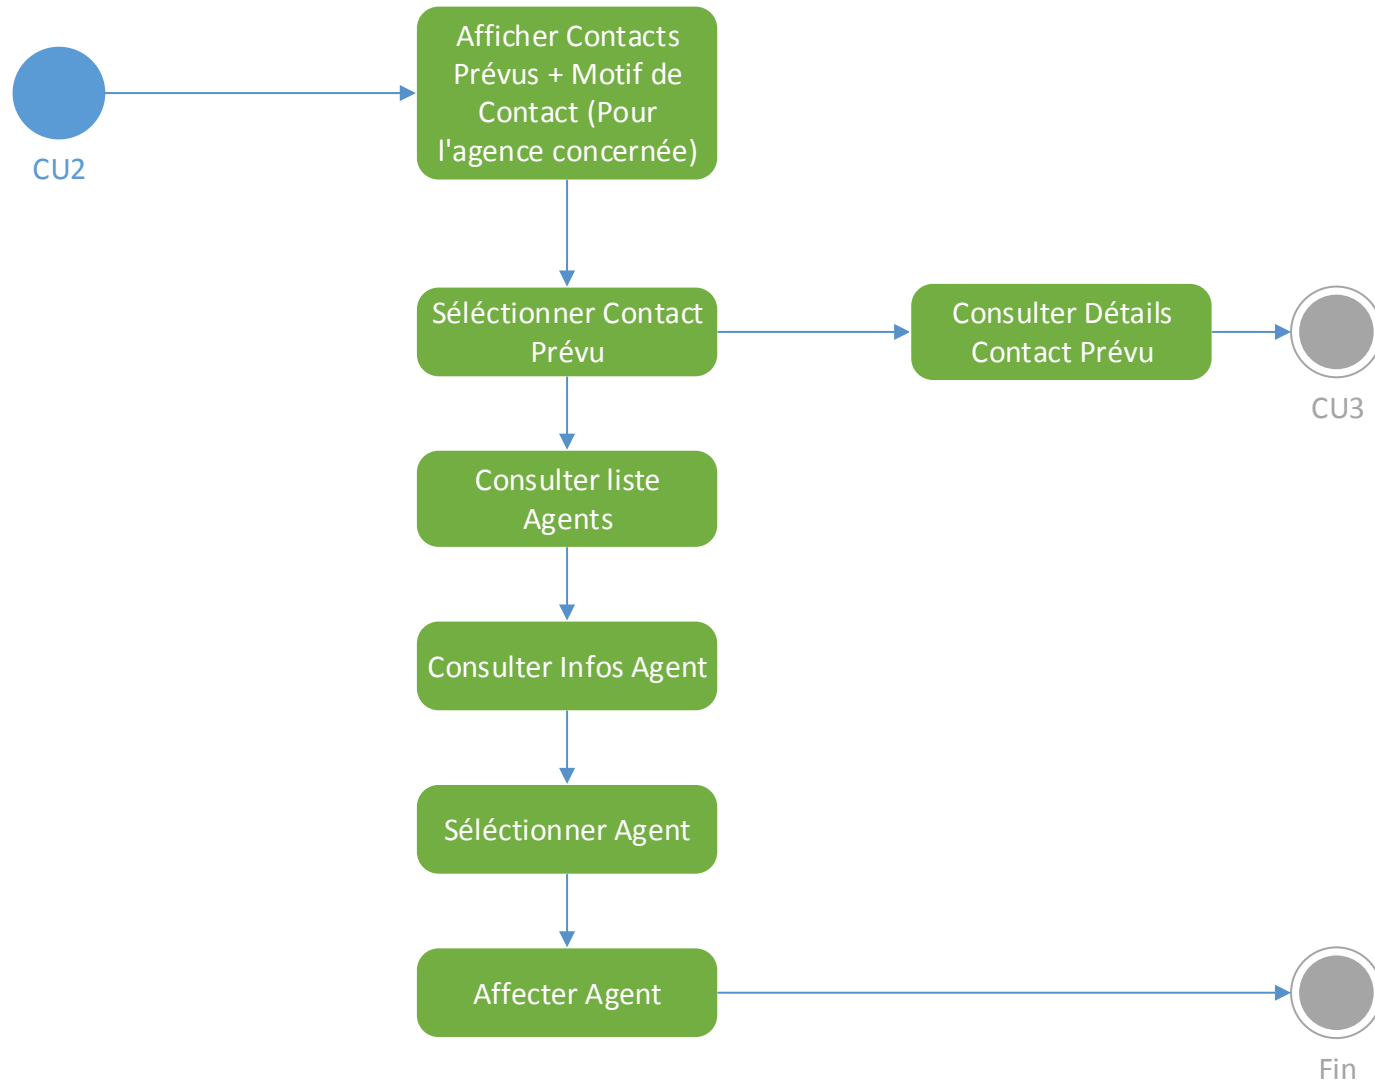 Afficher Contacts
Prévus + Motif de
Contact (Pour
l'agence concernée)
CU2
Séléctionner Contact
Prévu
Consulter Détails
Contact Prévu
CU3
Consulter liste
Agents
Consulter Infos Agent
Séléctionner Agent
Affecter Agent
Fin